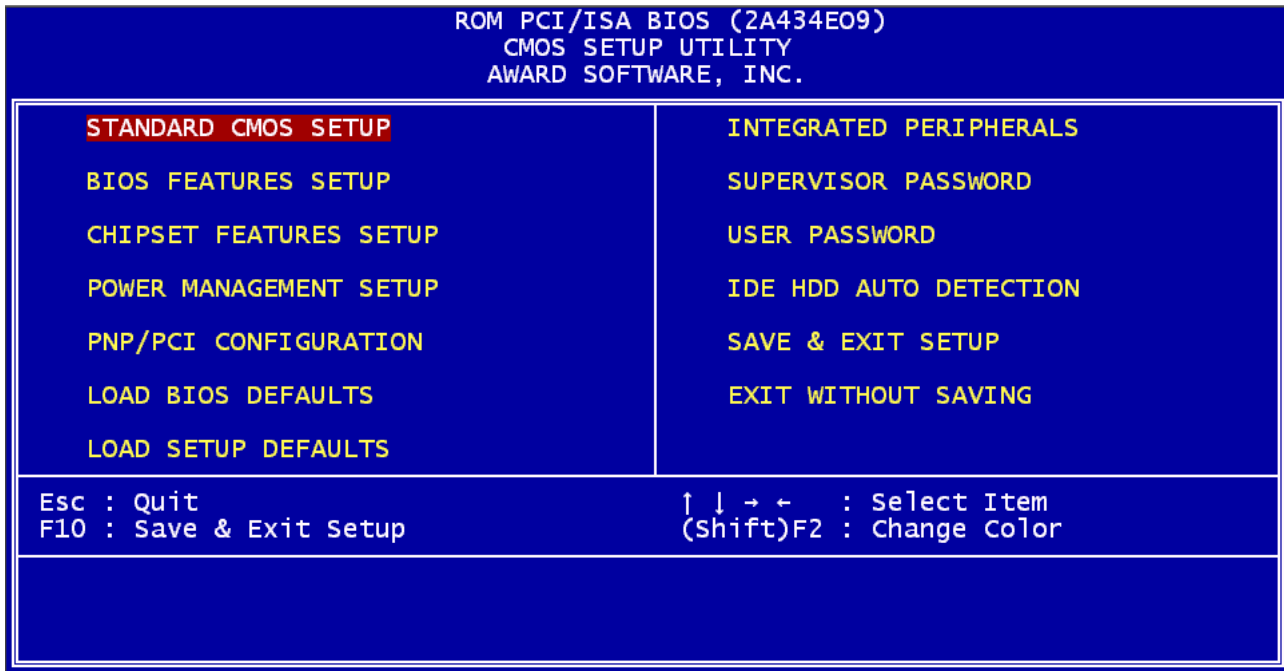 ROM PCI/ISA BIOS (2A434EO9)
CMOS SETUP UTILITY
AWARD SOFTWARE, INC.
STANDARD CMOS SETUP
BIOS FEATURES SETUP
CHIPSET FEATURES SETUP
POWER MANAGEMENT SETUP
PNP/PCI CONFIGURATION
LOAD BIOS DEFAULTS
LOAD SETUP DEFAULTS
INTEGRATED PERIPHERALS
SUPERVISOR PASSWORD
USER PASSWORD
IDE HDD AUTO DETECTION
SAVE & EXIT SETUP
EXIT WITHOUT SAVING
Esc : Quit
F10 : Save & Exit Setup
↑ ↓ → ← : Select Item
(Shift)F2 : Change Color